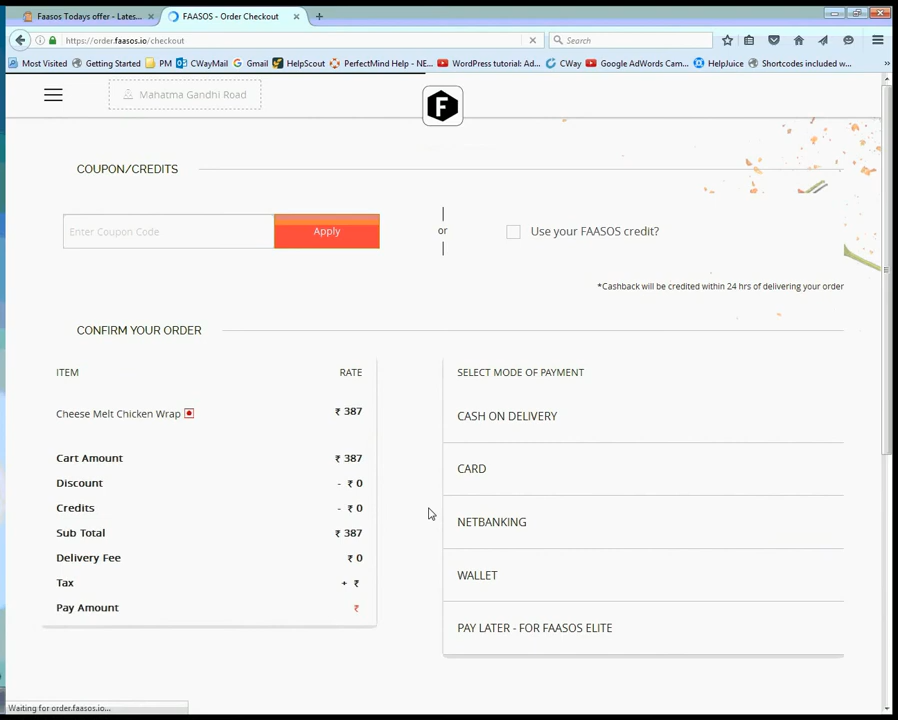 Faasos Todays offer - Lates...
FAASOS - Order Checkout
https://order.faasos.io/checkout
Search
Most Visited Getting Started PM CWayMail Gmail HelpScout PerfectMind Help - NE... WordPress tutorial: Ad... CWay Google AdWords Cam... HelpJuice Shortcodes included w... »
Mahatma Gandhi Road
F
COUPON/CREDITS
Enter Coupon Code
Apply
or
Use your FAASOS credit?
*Cashback will be credited within 24 hrs of delivering your order
CONFIRM YOUR ORDER
ITEM RATE
Cheese Melt Chicken Wrap ₹ 387
Cart Amount ₹ 387
Discount - ₹ 0
Credits - ₹ 0
Sub Total ₹ 387
Delivery Fee ₹ 0
Tax + ₹
Pay Amount ₹
SELECT MODE OF PAYMENT
CASH ON DELIVERY
CARD
NETBANKING
WALLET
PAY LATER - FOR FAASOS ELITE
Waiting for order.faasos.io...